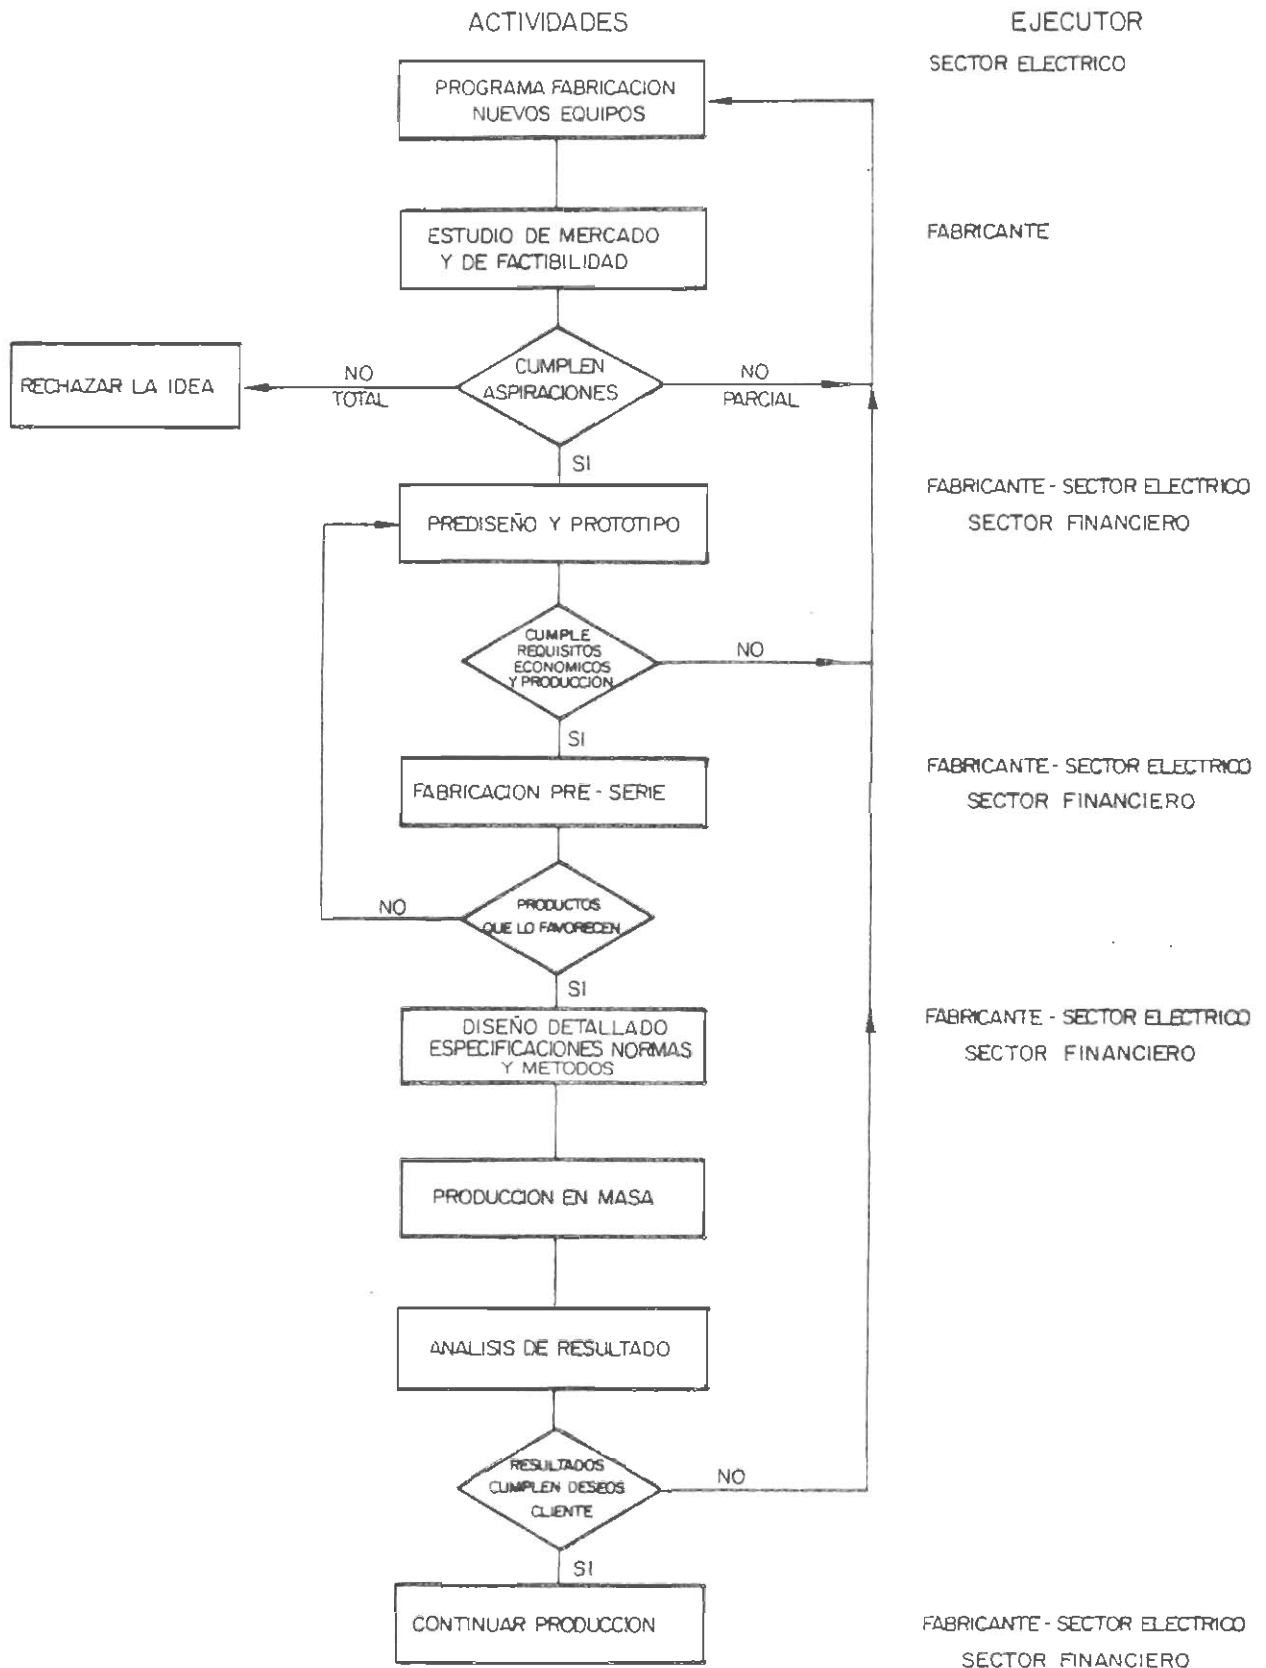 ACTIVIDADES
EJECUTOR
SECTOR ELECTRICO
PROGRAMA FABRICACION
NUEVOS EQUIPOS
ESTUDIO DE MERCADO
Y DE FACTIBILIDAD
FABRICANTE
CUMPLEN
ASPIRACIONES
NO
TOTAL
RECHAZAR LA IDEA
NO
PARCIAL
SI
PREDISEÑO Y PROTOTIPO
FABRICANTE - SECTOR ELECTRICO
SECTOR FINANCIERO
CUMPLE
REQUISITOS
ECONOMICOS
Y PRODUCCION
NO
SI
FABRICACION PRE - SERIE
FABRICANTE - SECTOR ELECTRICO
SECTOR FINANCIERO
PRODUCTOS
QUE LO FAVORECEN
NO
SI
DISEÑO DETALLADO
ESPECIFICACIONES NORMAS
Y METODOS
FABRICANTE - SECTOR ELECTRICO
SECTOR FINANCIERO
PRODUCCION EN MASA
ANALISIS DE RESULTADO
RESULTADOS
CUMPLEN DESEOS
CLIENTE
NO
SI
CONTINUAR PRODUCCION
FABRICANTE - SECTOR ELECTRICO
SECTOR FINANCIERO